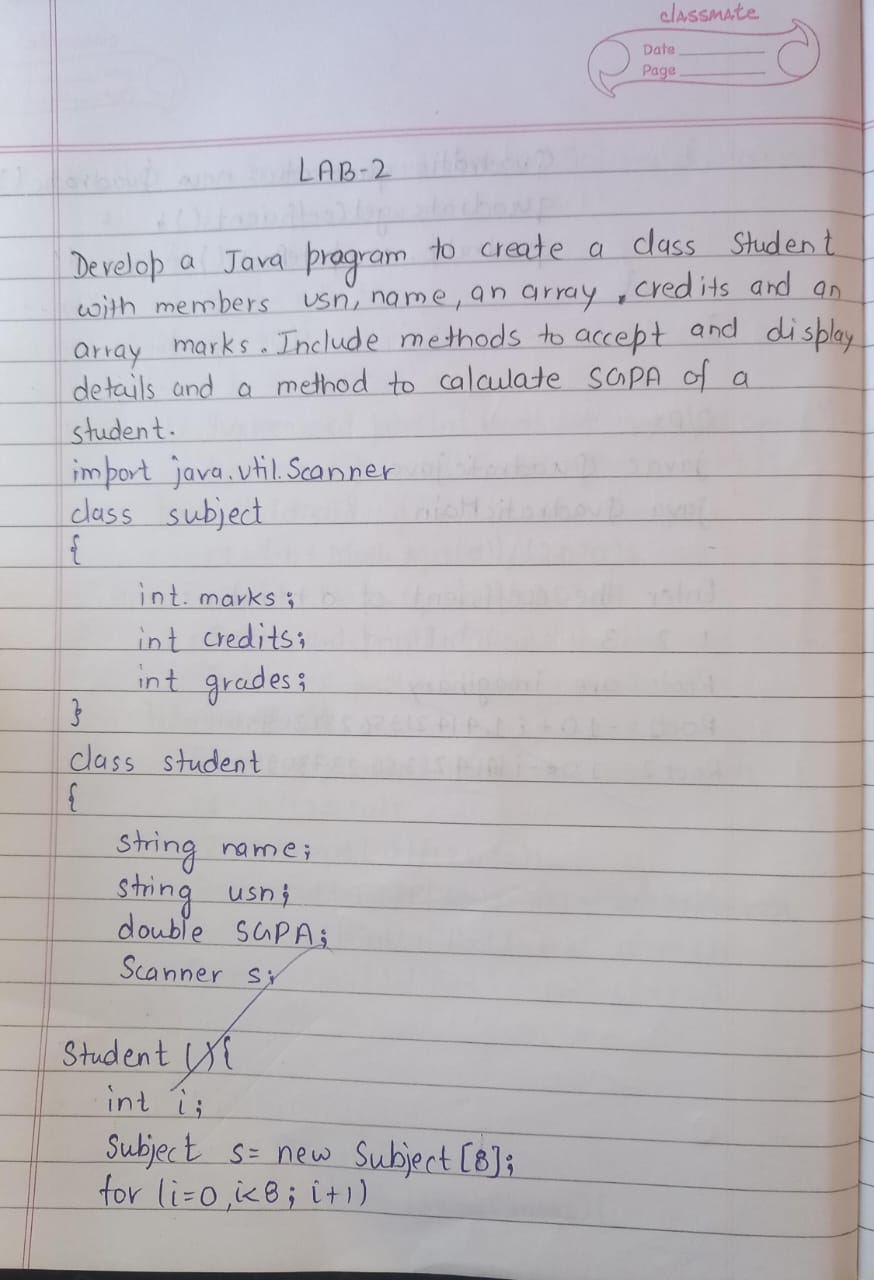 classmate
Date
Page
LAB-2
Develop a Java program to create a class Student
with members usn, name, an array, credits and an
array marks. Include methods to accept and display
details and a method to calculate SGPA of a
student.
import java.util.Scanner
class subject
{
int. marks;
int credits;
int grades;
}
class student
{
string name;
string usn;
double SGPA;
Scanner s;
Student (){
int i;
Subject s= new Subject [8];
for (i=0, i<8; i+1)